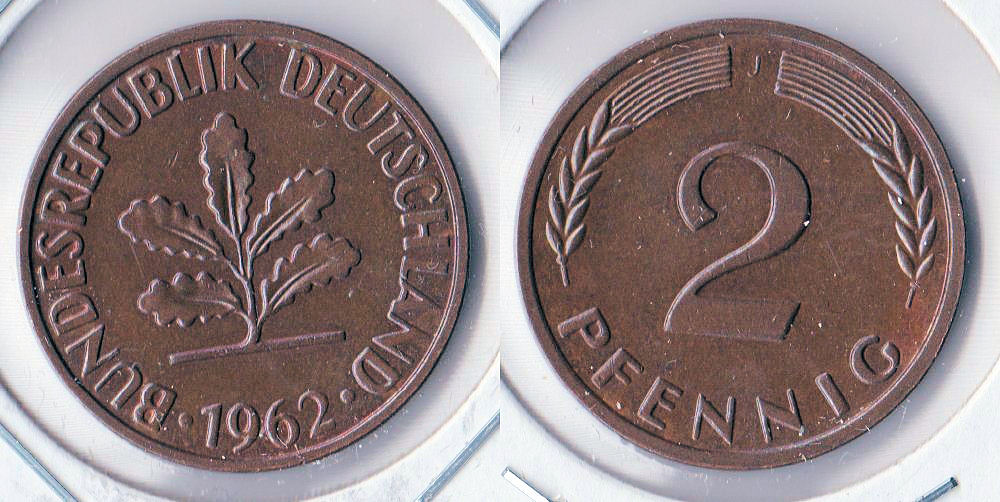 BUNDESREPUBLIK DEUTSCHLAND
· 1962 ·
J
2
PFENNIG